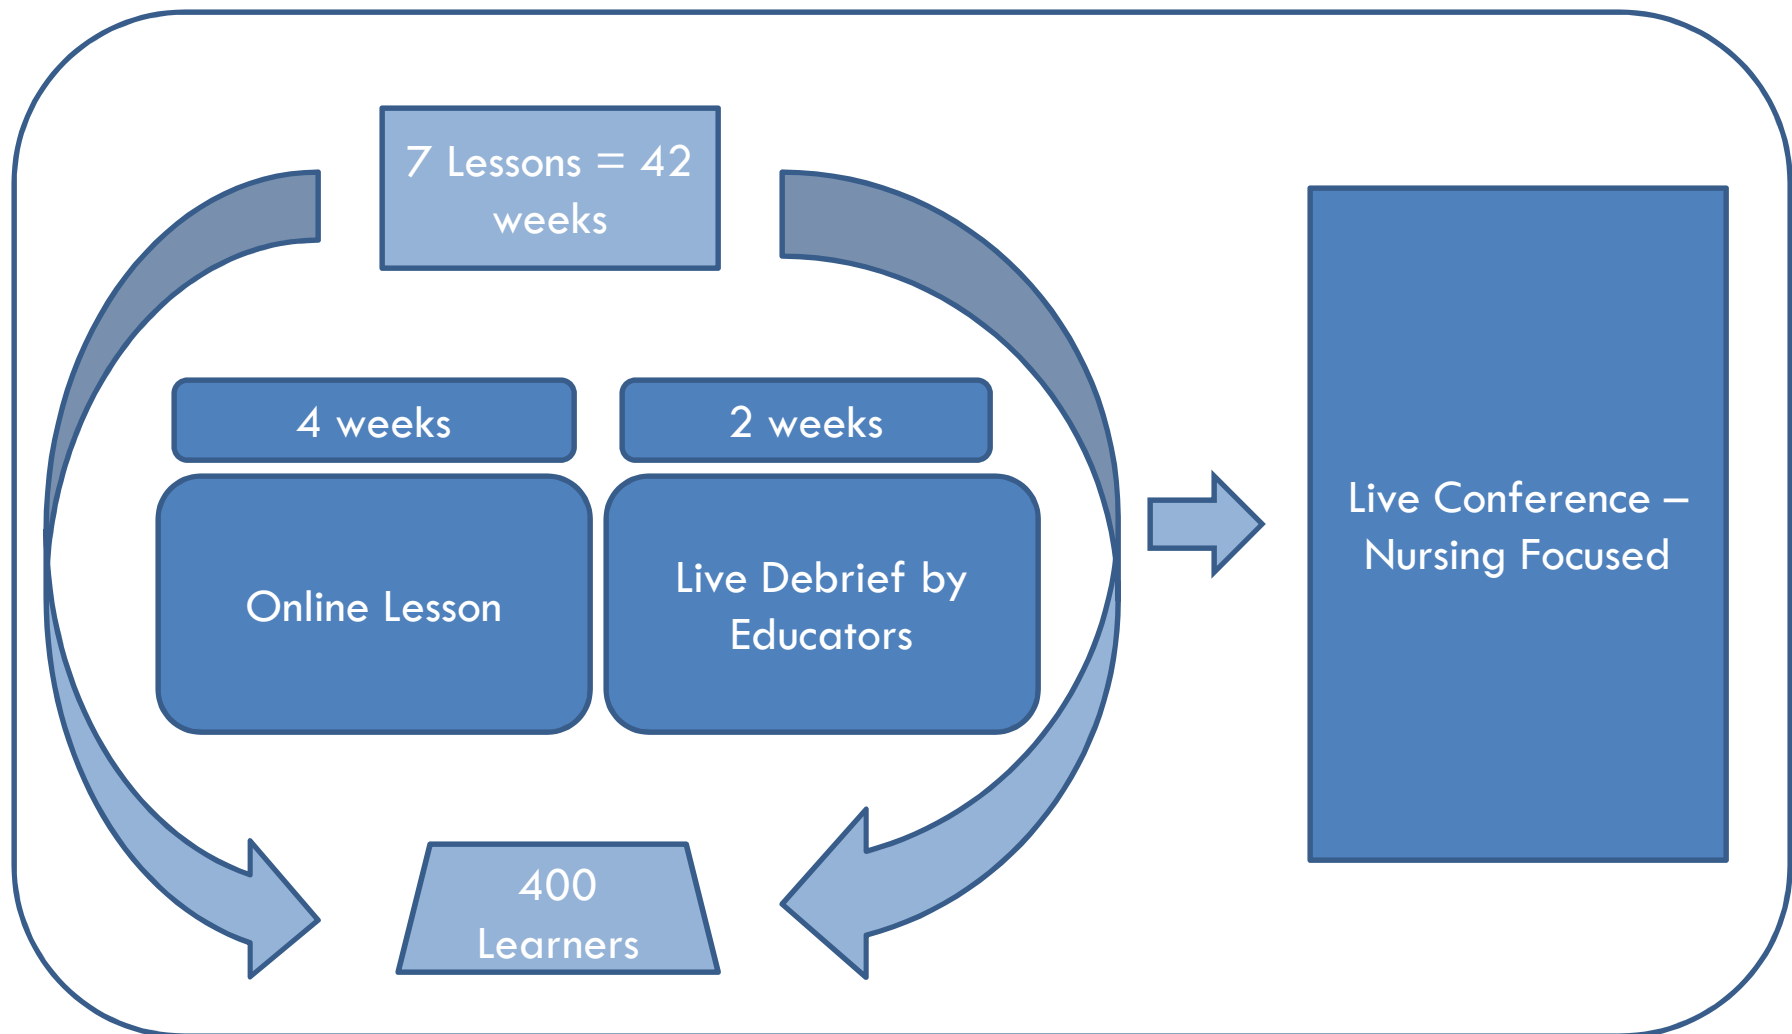 7 Lessons = 42
weeks
4 weeks
2 weeks
Online Lesson
Live Debrief by
Educators
400
Learners
Live Conference –
Nursing Focused